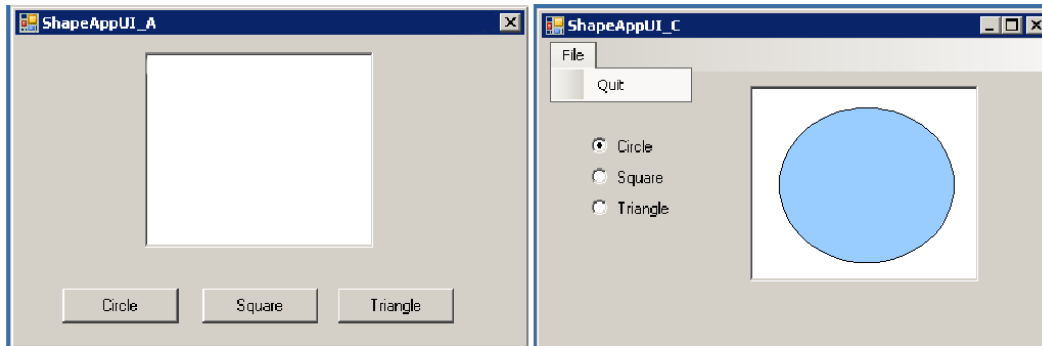 ShapeAppUI_A
Circle Square Triangle
ShapeAppUI_C
File
Quit
Circle
Square
Triangle